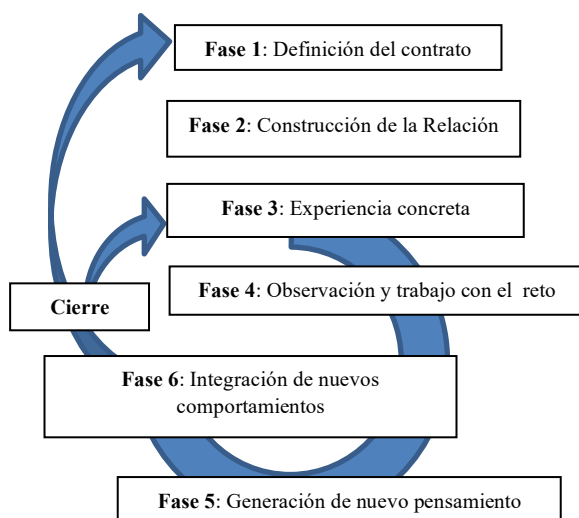 Fase 1: Definición del contrato
Fase 2: Construcción de la Relación
Fase 3: Experiencia concreta
Fase 4: Observación y trabajo con el reto
Cierre
Fase 6: Integración de nuevos
comportamientos
Fase 5: Generación de nuevo pensamiento